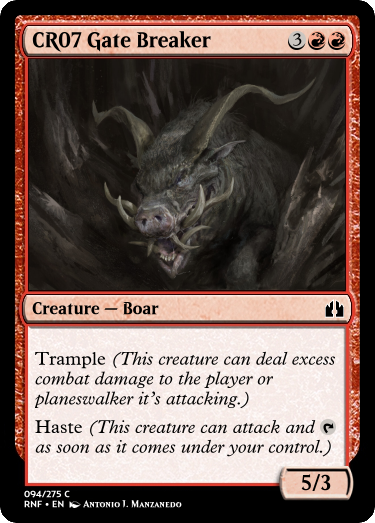 CR07 Gate Breaker 3
Creature — Boar
Trample (This creature can deal excess
combat damage to the player or
planeswalker it's attacking.)
Haste (This creature can attack and
as soon as it comes under your control.)
5/3
094/275 C
RNF • EN Antonio J. Manzanedo